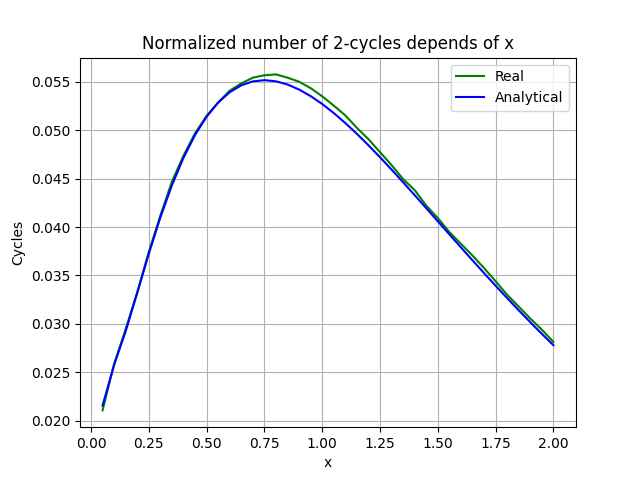 Normalized number of 2-cycles depends of x
Real
Analytical
0.055
0.050
0.045
0.040
0.035
0.030
0.025
0.020
Cycles
0.00 0.25 0.50 0.75 1.00 1.25 1.50 1.75 2.00
x